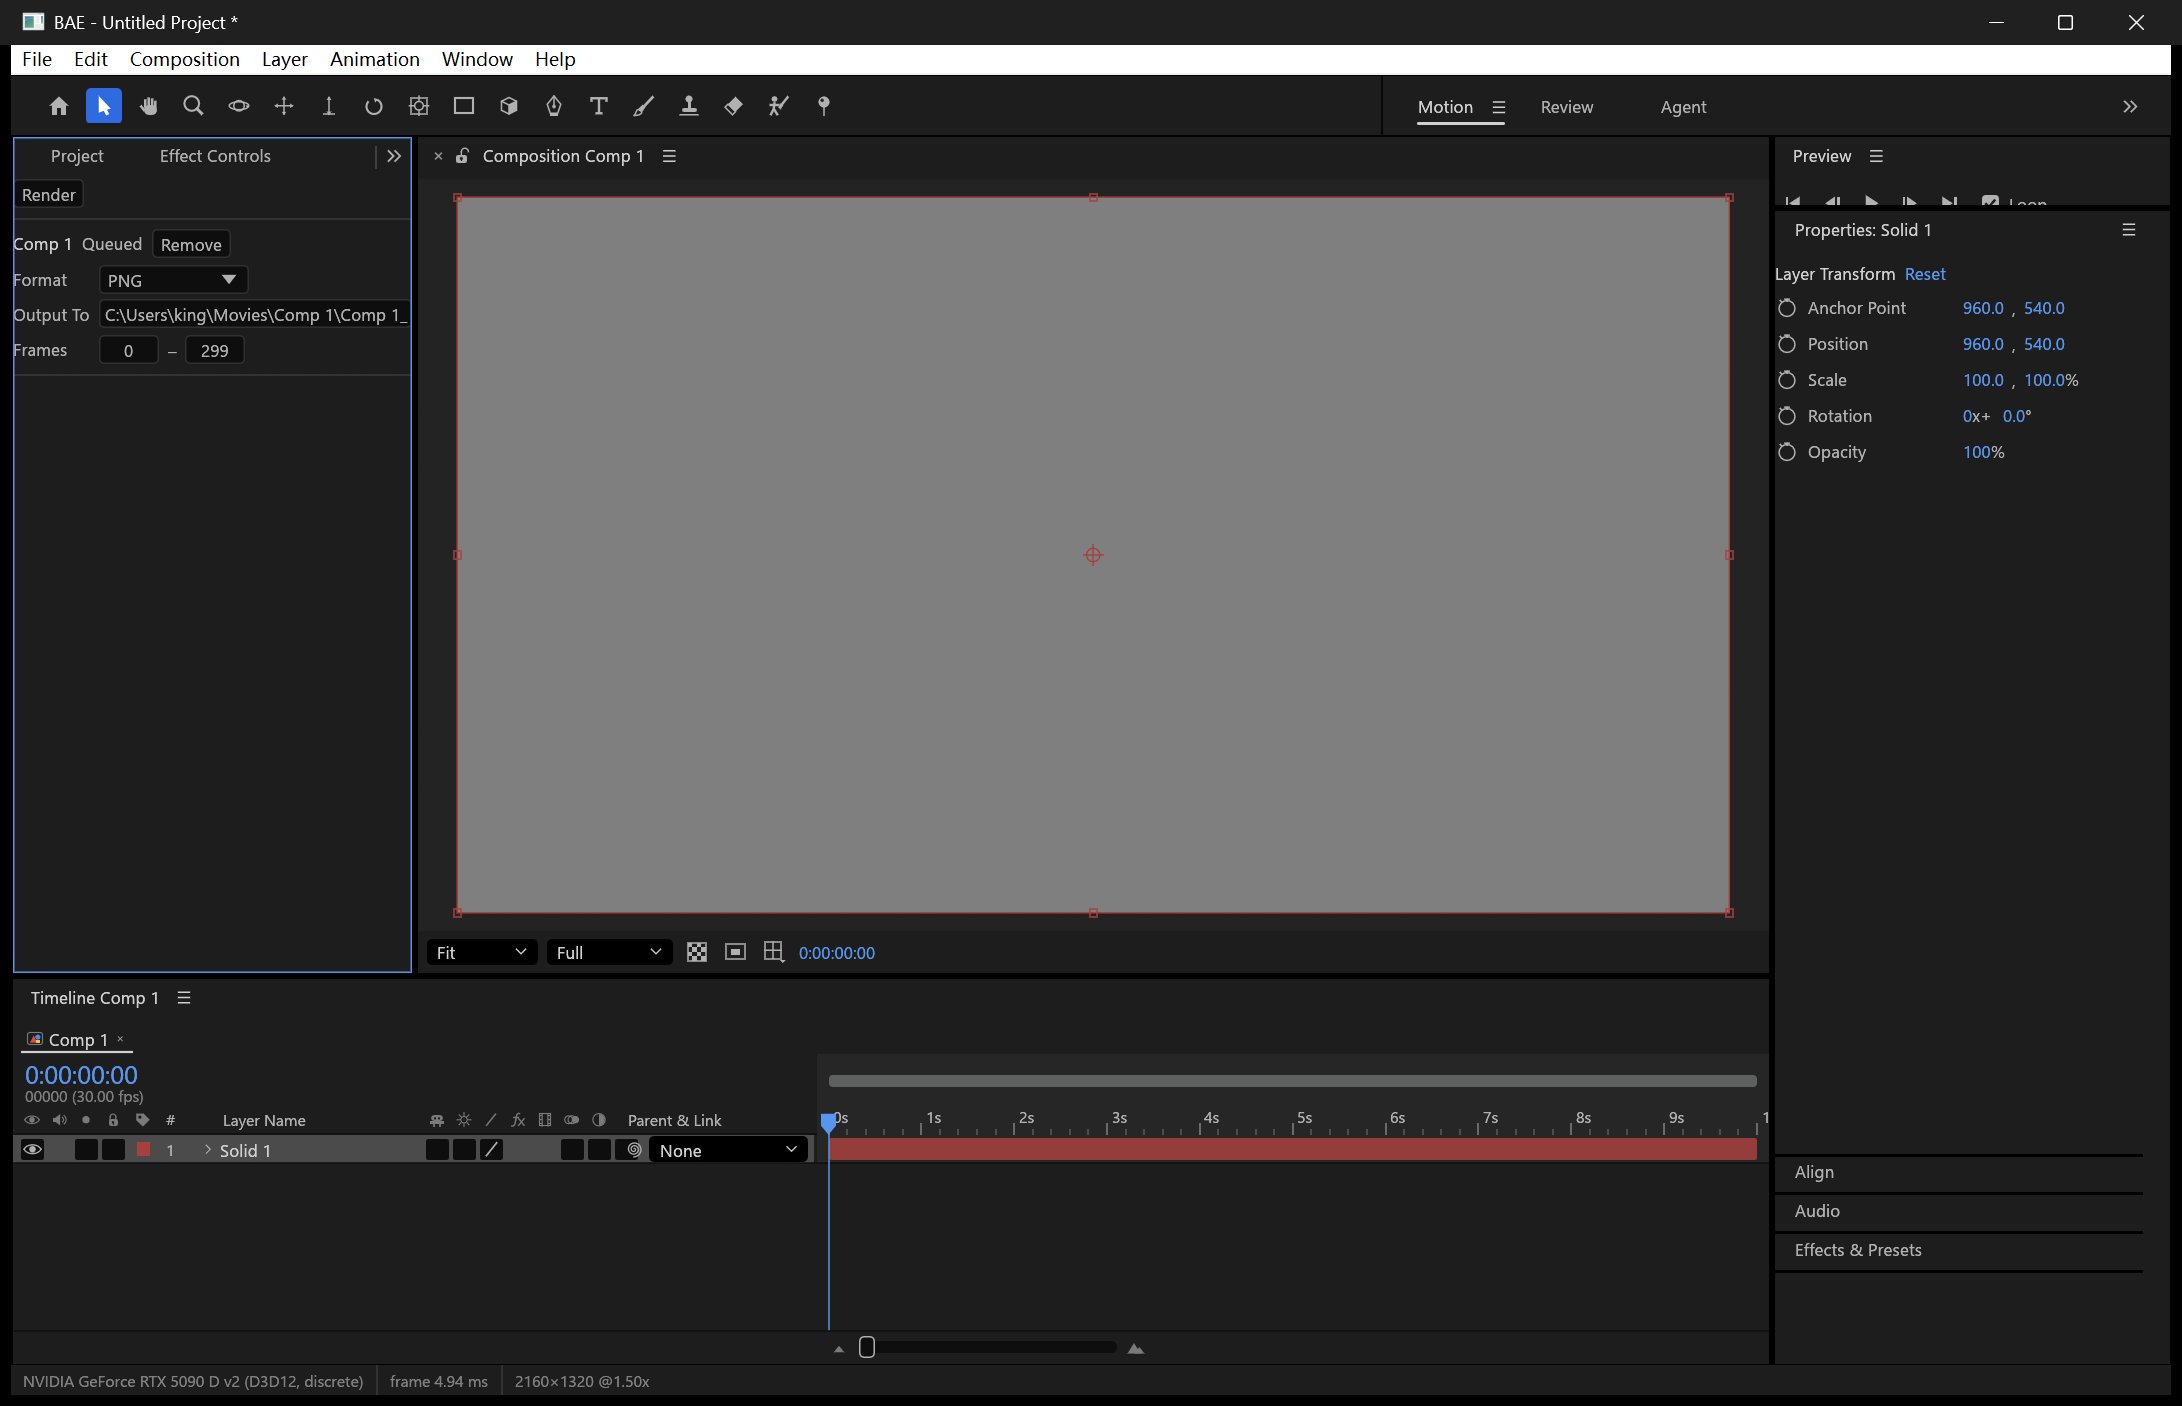 BAE - Untitled Project *
File Edit Composition Layer Animation Window Help
Motion Review Agent
Project Effect Controls
Render
Comp 1 Queued Remove
Format PNG
Output To C:\Users\king\Movies\Comp 1\Comp 1_
Frames 0 – 299
Composition Comp 1
Fit Full 0:00:00:00
Preview
Loop
Properties: Solid 1
Layer Transform Reset
Anchor Point 960.0 , 540.0
Position 960.0 , 540.0
Scale 100.0 , 100.0%
Rotation 0x+ 0.0°
Opacity 100%
Align
Audio
Effects & Presets
Timeline Comp 1
Comp 1
0:00:00:00
00000 (30.00 fps)
# Layer Name fx Parent & Link
0s 1s 2s 3s 4s 5s 6s 7s 8s 9s 1
1 Solid 1 None
NVIDIA GeForce RTX 5090 D v2 (D3D12, discrete) frame 4.94 ms 2160×1320 @1.50x